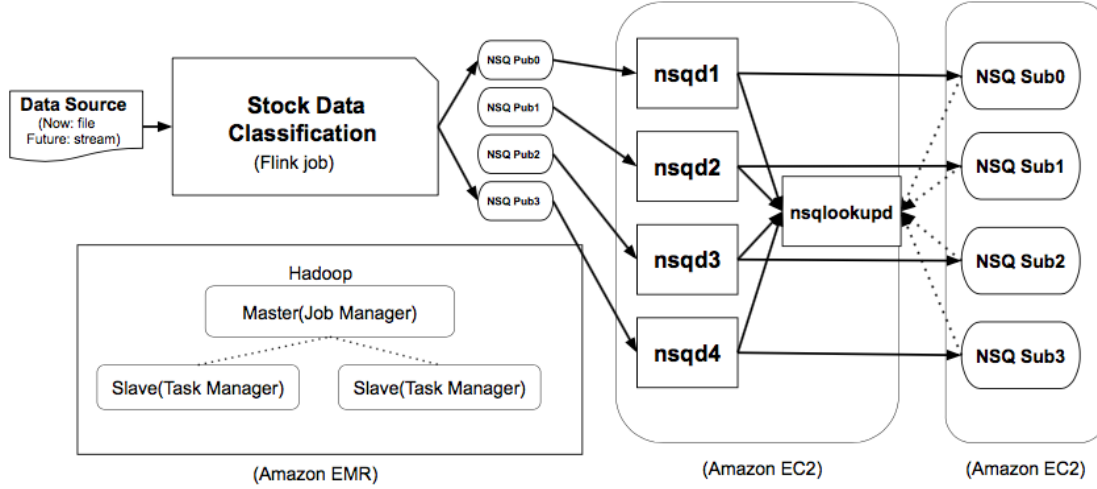 Data Source
(Now: file
Future: stream)
Stock Data
Classification
(Flink job)
NSQ Pub0
NSQ Pub1
NSQ Pub2
NSQ Pub3
nsqd1
nsqd2
nsqd3
nsqd4
nsqlookupd
NSQ Sub0
NSQ Sub1
NSQ Sub2
NSQ Sub3
Hadoop
Master(Job Manager)
Slave(Task Manager)
Slave(Task Manager)
(Amazon EMR)
(Amazon EC2)
(Amazon EC2)